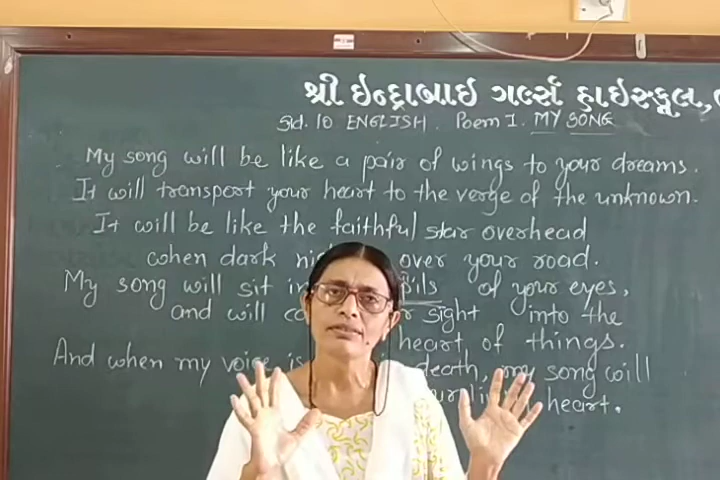 શ્રી ઇન્દ્રાબાઇ ગર્લ્સ હાઇસ્કૂલ,
Std. 10 ENGLISH. Poem 1. MY SONG
My song will be like a pair of wings to your dreams.
It will transport your heart to the verge of the unknown.
It will be like the faithful star overhead
when dark over your road.
My song will sit in of your eyes,
and will sight into the
heart of things.
And when my voice is death, my song will
heart.